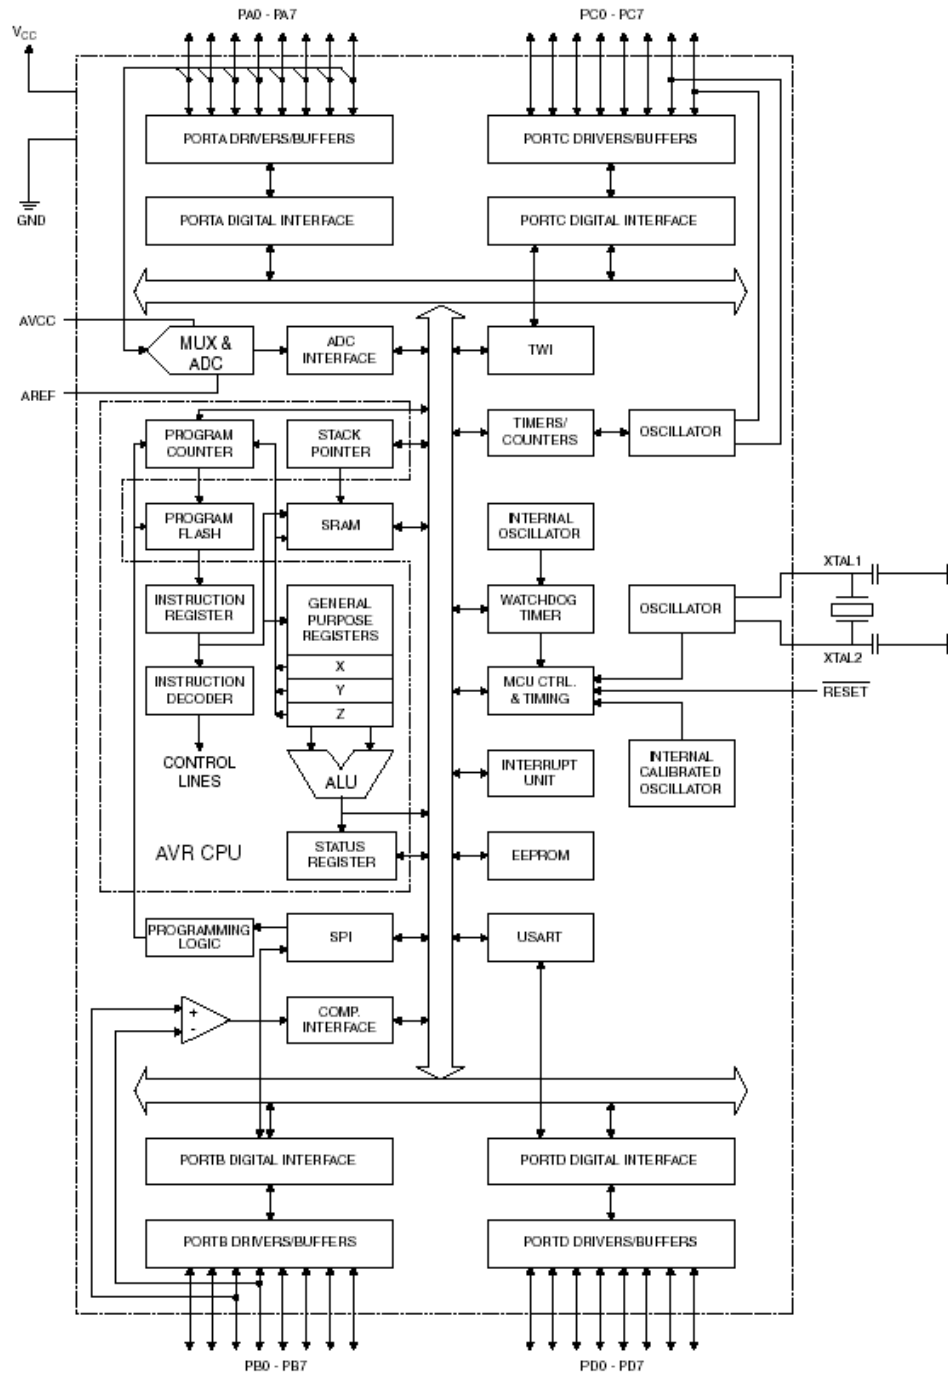 PA0 - PA7
PC0 - PC7
VCC
PORTA DRIVERS/BUFFERS
PORTC DRIVERS/BUFFERS
GND
PORTA DIGITAL INTERFACE
PORTC DIGITAL INTERFACE
AVCC
MUX &
ADC
ADC
INTERFACE
TWI
AREF
PROGRAM
COUNTER
STACK
POINTER
TIMERS/
COUNTERS
OSCILLATOR
PROGRAM
FLASH
SRAM
INTERNAL
OSCILLATOR
XTAL1
INSTRUCTION
REGISTER
GENERAL
PURPOSE
REGISTERS
WATCHDOG
TIMER
OSCILLATOR
X
XTAL2
INSTRUCTION
DECODER
Y
MCU CTRL.
& TIMING
RESET
Z
CONTROL
LINES
ALU
INTERRUPT
UNIT
INTERNAL
CALIBRATED
OSCILLATOR
AVR CPU
STATUS
REGISTER
EEPROM
PROGRAMMING
LOGIC
SPI
USART
+
-
COMP.
INTERFACE
PORTB DIGITAL INTERFACE
PORTD DIGITAL INTERFACE
PORTB DRIVERS/BUFFERS
PORTD DRIVERS/BUFFERS
PB0 - PB7
PD0 - PD7